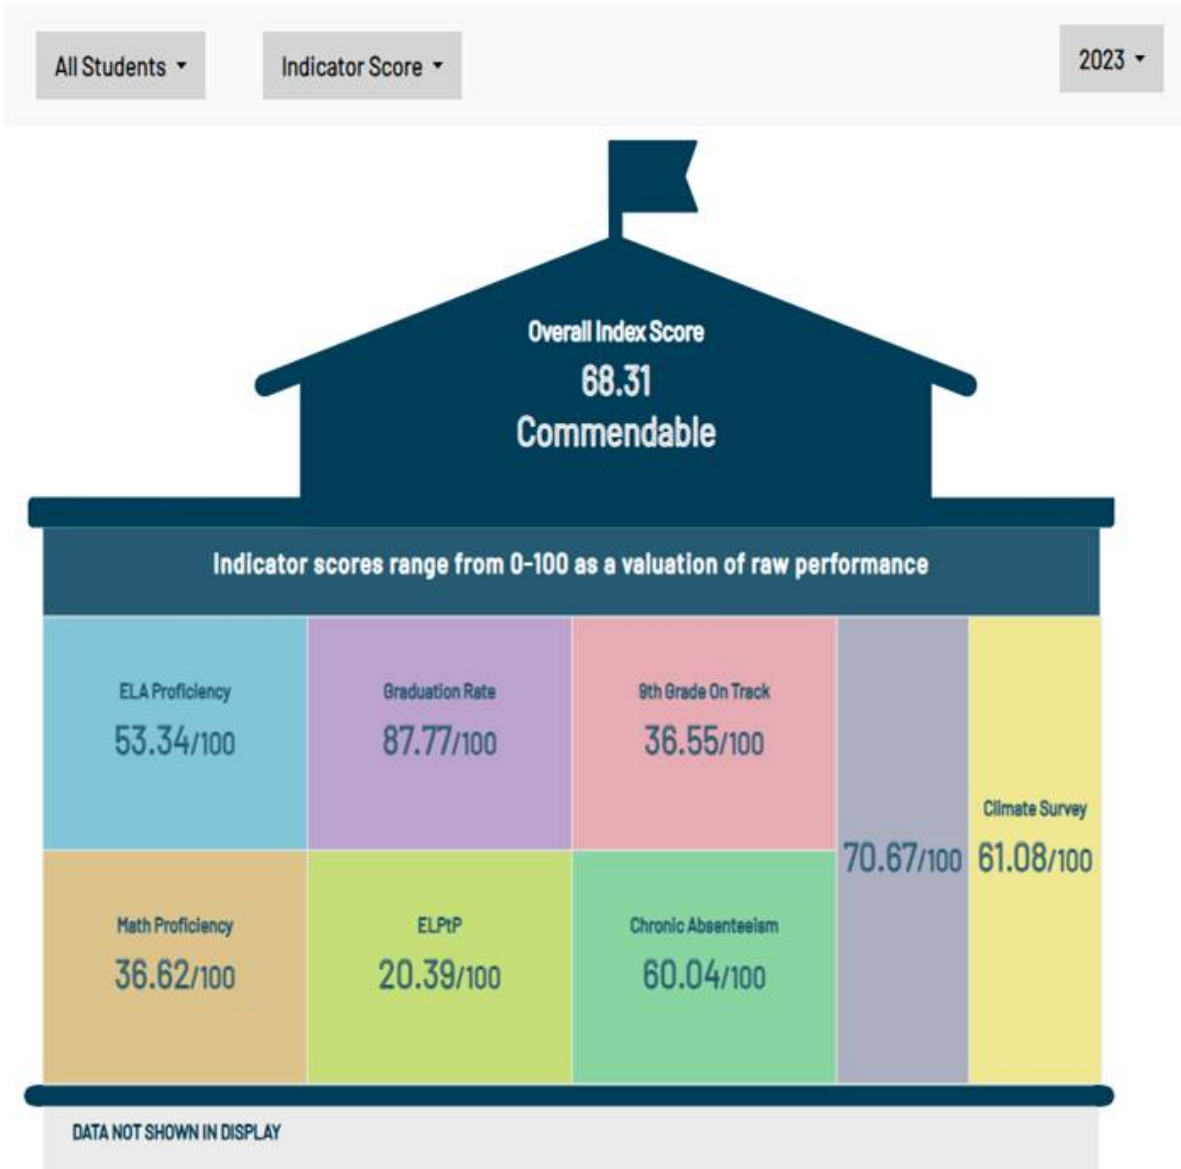 All Students
Indicator Score
2023
Overall Index Score
68.31
Commendable
Indicator scores range from 0-100 as a valuation of raw performance
ELA Proficiency
53.34/100
Graduation Rate
87.77/100
9th Grade On Track
36.55/100
70.67/100
Climate Survey
61.08/100
Math Proficiency
36.62/100
ELPtP
20.39/100
Chronic Absenteeism
60.04/100
DATA NOT SHOWN IN DISPLAY